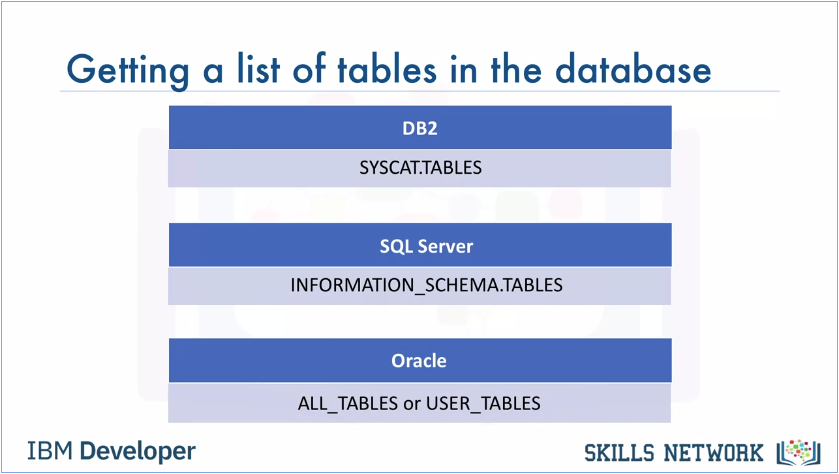 Getting a list of tables in the database
DB2
SYSCAT.TABLES
SQL Server
INFORMATION_SCHEMA.TABLES
Oracle
ALL_TABLES or USER_TABLES
IBM Developer
SKILLS NETWORK